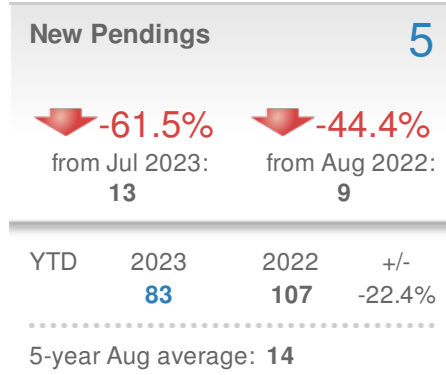 New Pendings 5
-61.5% -44.4%
from Jul 2023: from Aug 2022:
13 9
YTD 2023 2022 +/-
83 107 -22.4%
5-year Aug average: 14